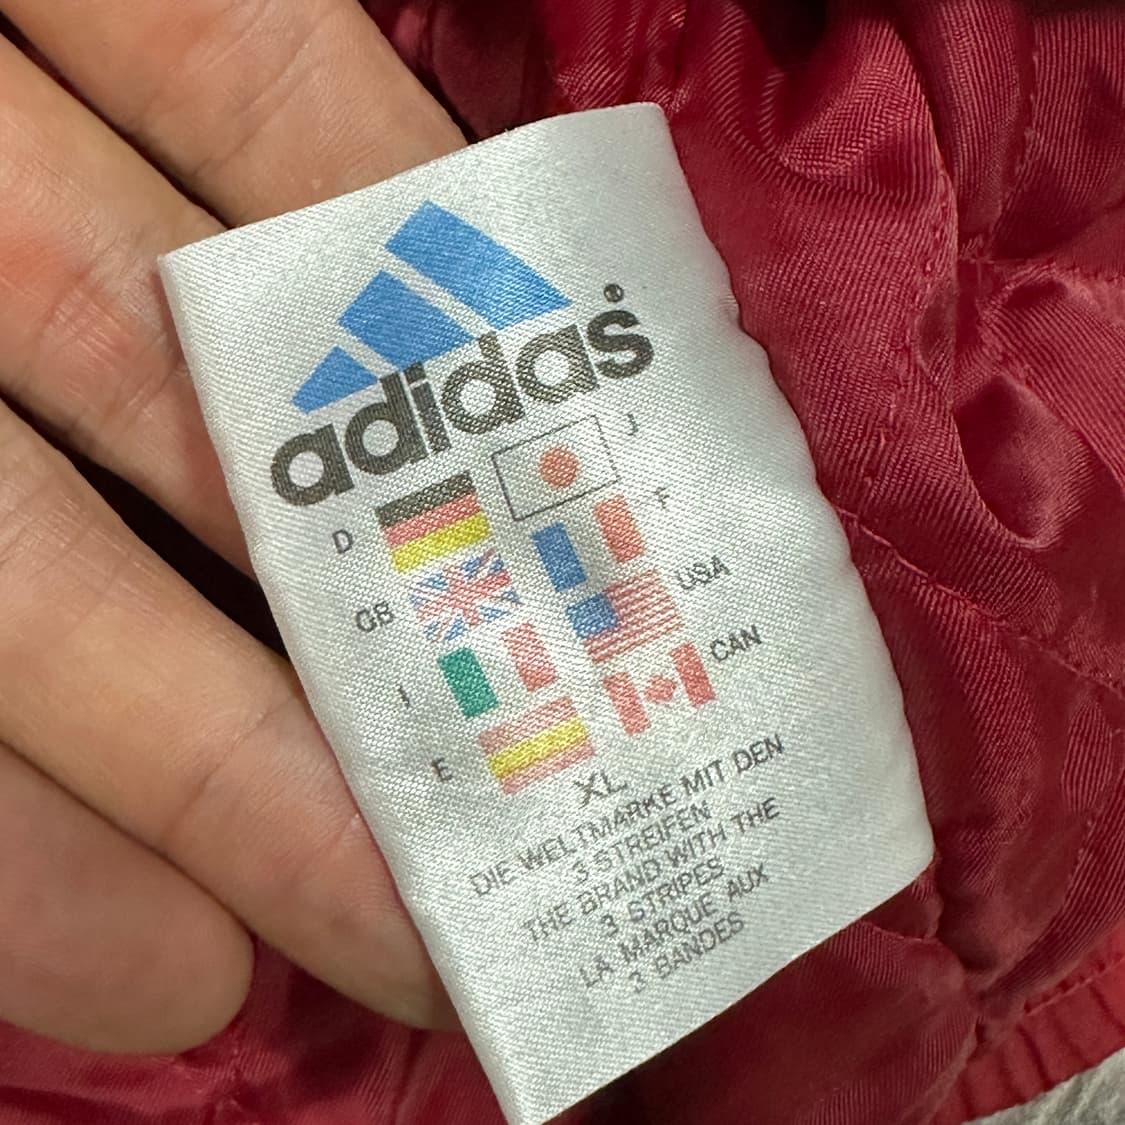 adidas
J
D
F
GB
USA
I
CAN
E
XL
DIE WELTMARKE MIT DEN
3 STREIFEN
THE BRAND WITH THE
3 STRIPES
LA MARQUE AUX
3 BANDES